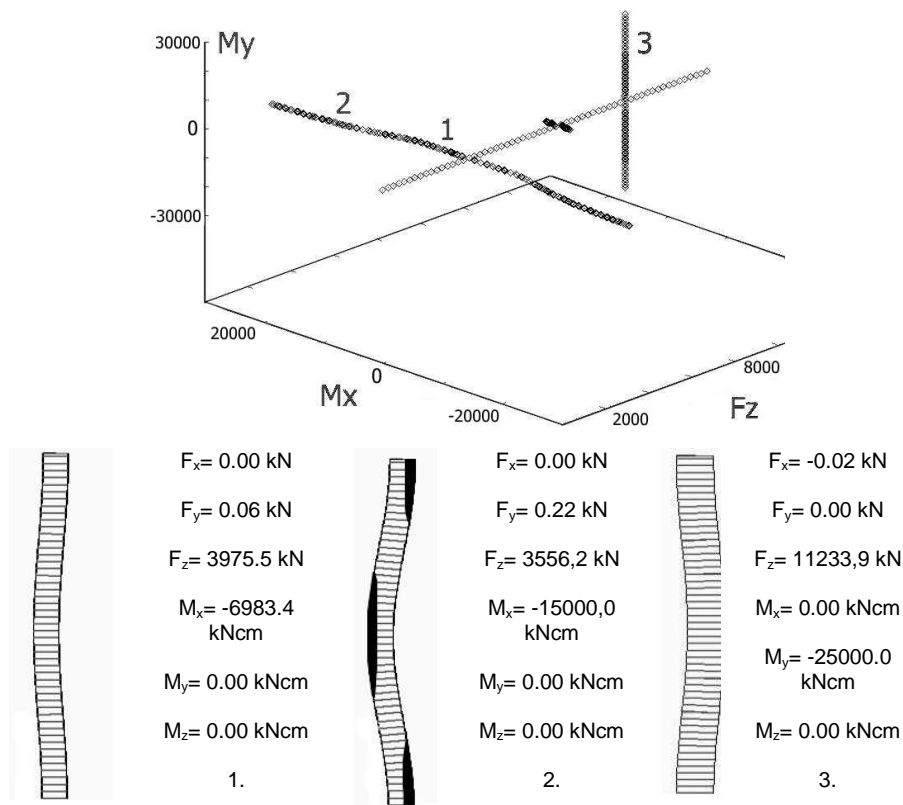 30000
My
3
2
1
0
-30000
20000
0
-20000
Mx
8000
2000
Fz
Fx= 0.00 kN
Fy= 0.06 kN
Fz= 3975.5 kN
Mx= -6983.4
kNcm
My= 0.00 kNcm
Mz= 0.00 kNcm
1.
Fx= 0.00 kN
Fy= 0.22 kN
Fz= 3556,2 kN
Mx= -15000,0
kNcm
My= 0.00 kNcm
Mz= 0.00 kNcm
2.
Fx= -0.02 kN
Fy= 0.00 kN
Fz= 11233,9 kN
Mx= 0.00 kNcm
My= -25000.0
kNcm
Mz= 0.00 kNcm
3.